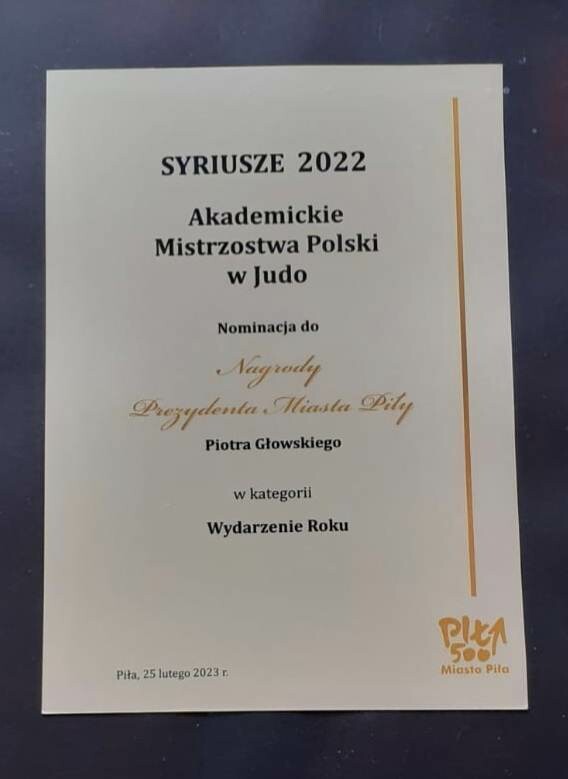 SYRIUSZE 2022
Akademickie
Mistrzostwa Polski
w Judo
Nominacja do
Nagrody
Prezydenta Miasta Piły
Piotra Głowskiego
w kategorii
Wydarzenie Roku
Piła, 25 lutego 2023 r.
PIŁA
500
Miasta Piła